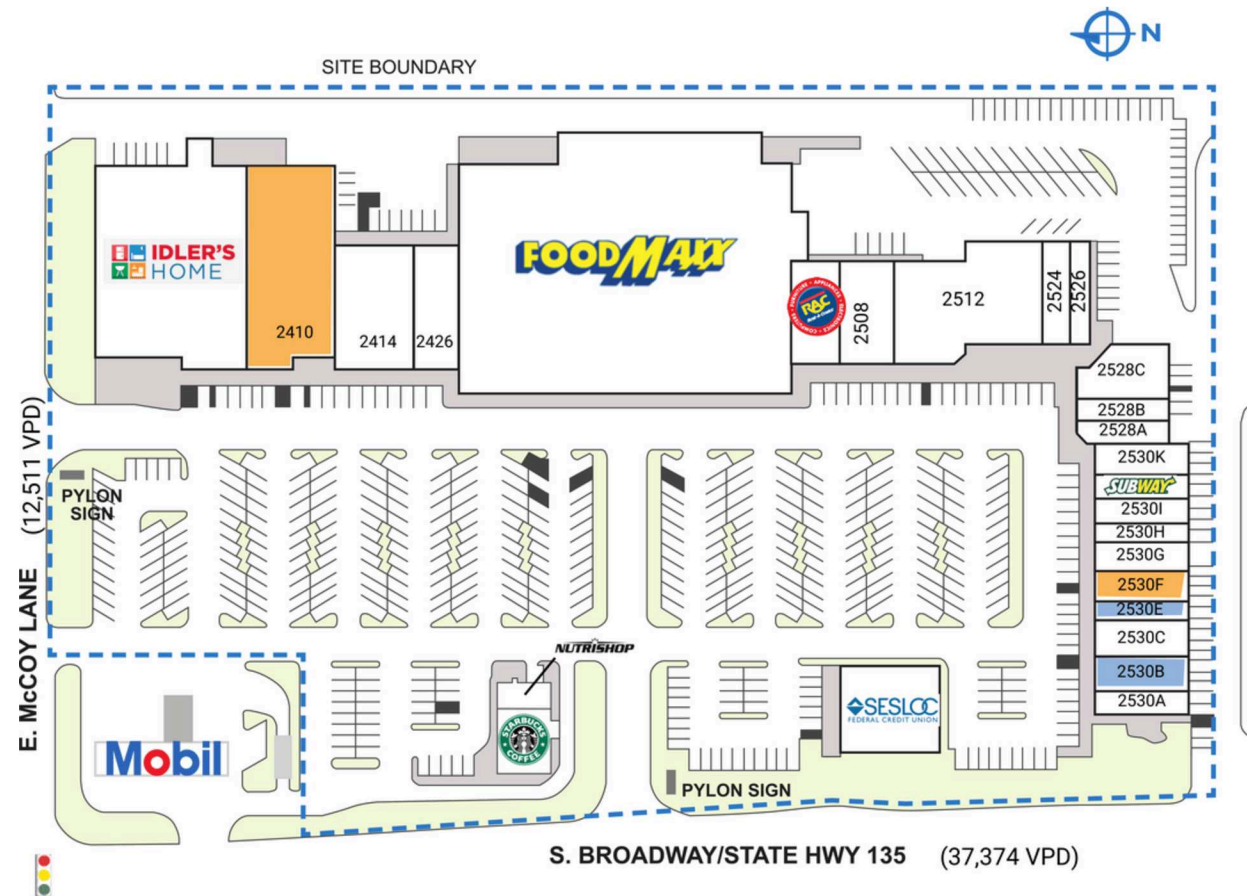 N
SITE BOUNDARY
IDLER'S
HOME
2410
2414
2426
FOODMAXX
RAC
2508
2512
2524
2526
2528C
2528B
2528A
2530K
SUBWAY
2530I
2530H
2530G
2530F
2530E
2530C
2530B
2530A
E. McCOY LANE (12,511 VPD)
PYLON
SIGN
NUTRISHOP
STARBUCKS
COFFEE
SESLOC
FEDERAL CREDIT UNION
Mobil
PYLON SIGN
S. BROADWAY/STATE HWY 135 (37,374 VPD)